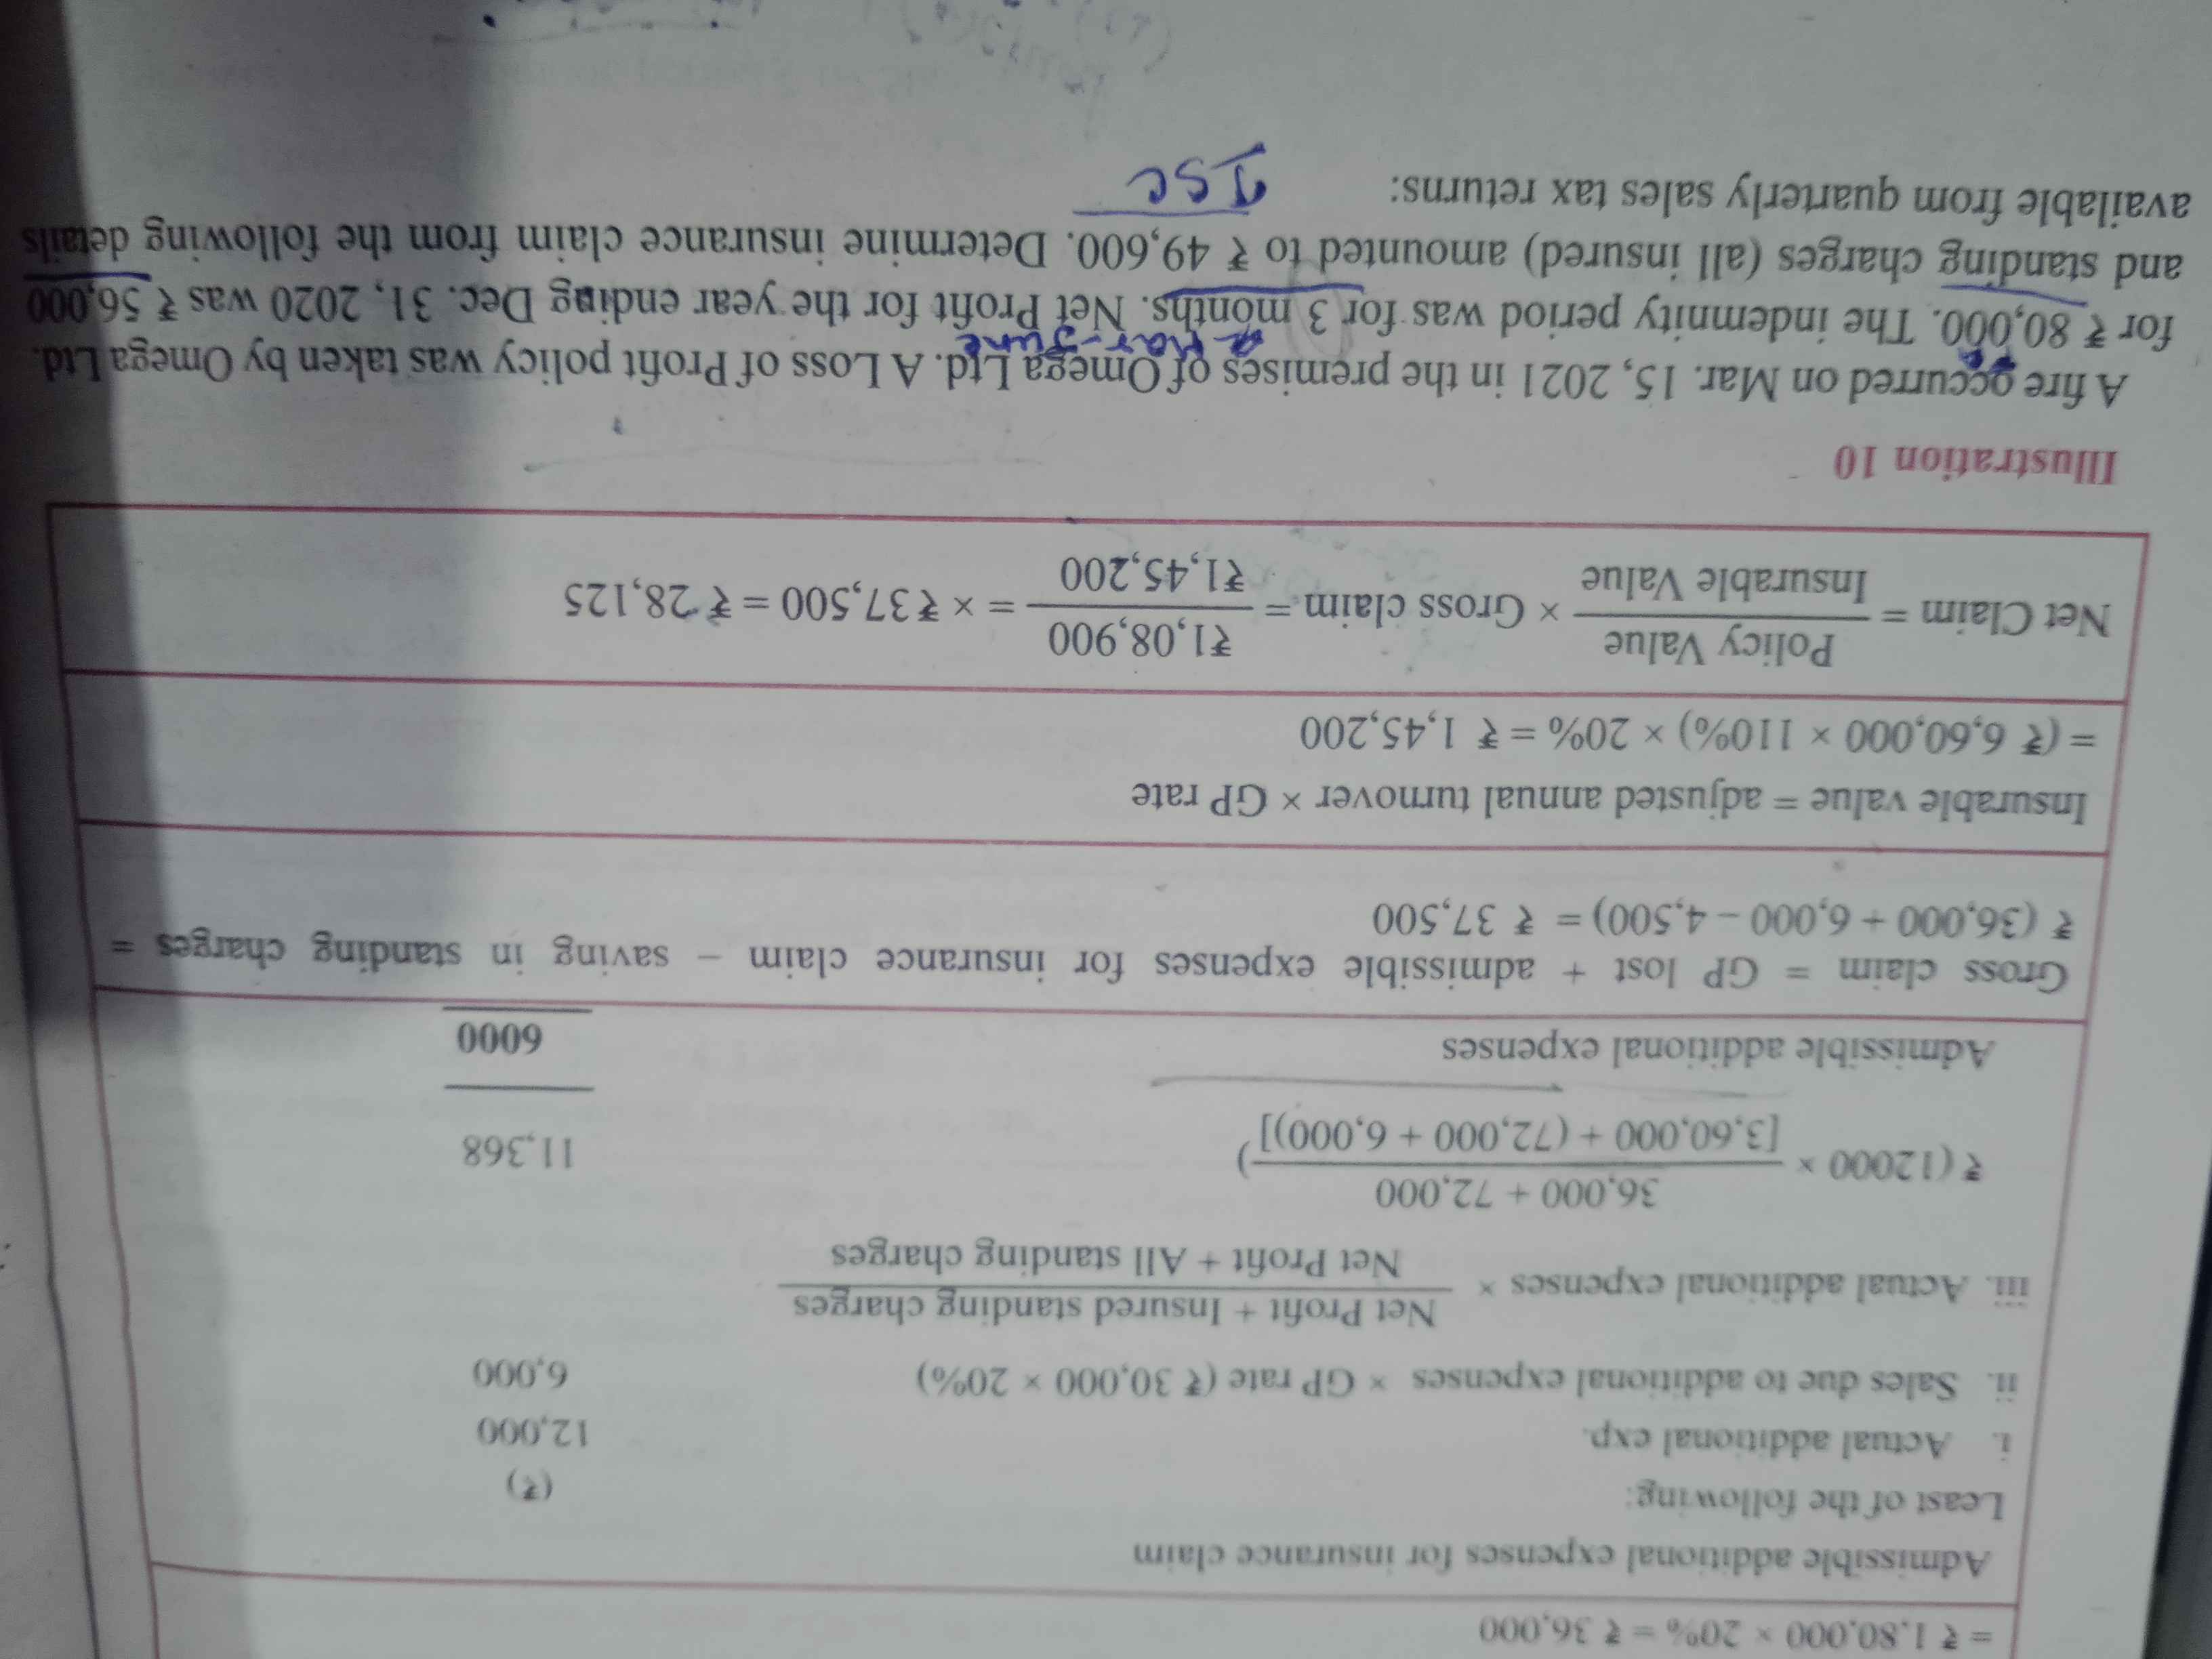 = ₹ 1,80,000 × 20% = ₹ 36,000
Admissible additional expenses for insurance claim
Least of the following:
(₹)
i. Actual additional exp. 12,000
ii. Sales due to additional expenses × GP rate (₹ 30,000 × 20%) 6,000
iii. Actual additional expenses × Net Profit + Insured standing charges / Net Profit + All standing charges
₹ (12000 × 36,000 + 72,000 / [3,60,000 + (72,000 + 6,000)]) 11,368
Admissible additional expenses 6000
Gross claim = GP lost + admissible expenses for insurance claim – saving in standing charges =
₹ (36,000 + 6,000 – 4,500) = ₹ 37,500
Insurable value = adjusted annual turnover × GP rate
= (₹ 6,60,000 × 110%) × 20% = ₹ 1,45,200
Net Claim = Policy Value / Insurable Value × Gross claim = ₹1,08,900 / ₹1,45,200 = × ₹ 37,500 = ₹ 28,125
Illustration 10
A fire occurred on Mar. 15, 2021 in the premises of Omega Ltd. A Loss of Profit policy was taken by Omega Ltd.
Mar-June
for ₹ 80,000. The indemnity period was for 3 months. Net Profit for the year ending Dec. 31, 2020 was ₹ 56,000
and standing charges (all insured) amounted to ₹ 49,600. Determine insurance claim from the following details
available from quarterly sales tax returns: ISC